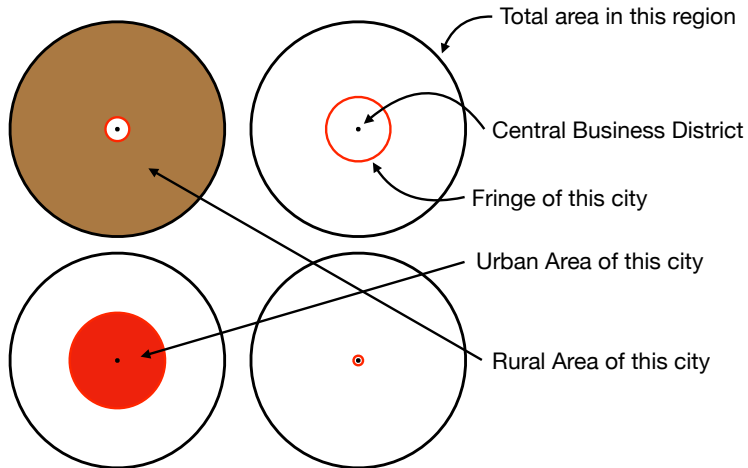 Total area in this region
Central Business District
Fringe of this city
Urban Area of this city
Rural Area of this city